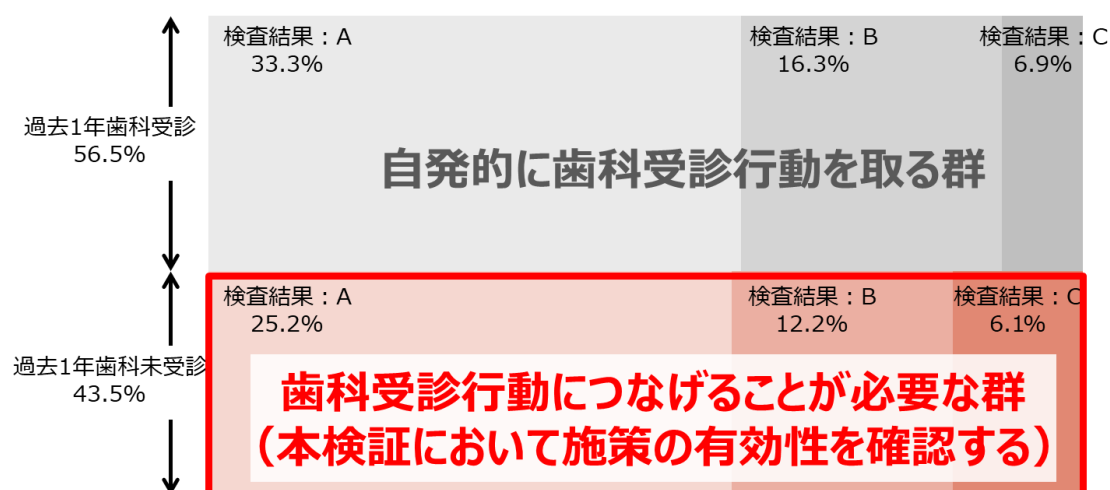 検査結果：A
33.3%
検査結果：B
16.3%
検査結果：C
6.9%
過去1年歯科受診
56.5%
自発的に歯科受診行動を取る群
検査結果：A
25.2%
検査結果：B
12.2%
検査結果：C
6.1%
過去1年歯科未受診
43.5%
歯科受診行動につなげることが必要な群
（本検証において施策の有効性を確認する）